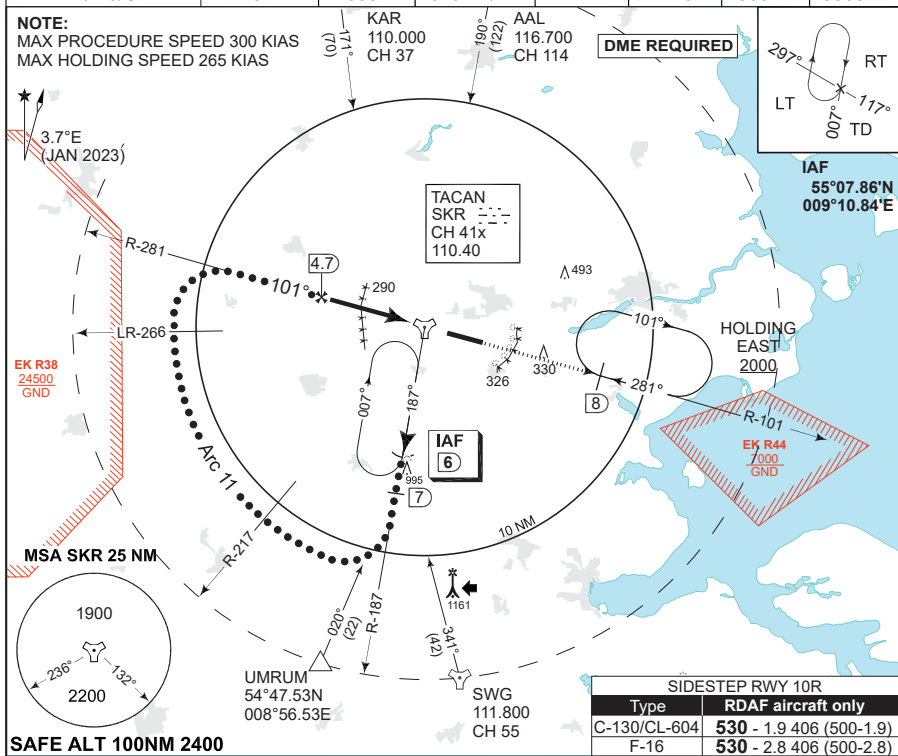 NOTE:
MAX PROCEDURE SPEED 300 KIAS
MAX HOLDING SPEED 265 KIAS
171°
(70)
KAR
110.000
CH 37
190°
(122)
AAL
116.700
CH 114
DME REQUIRED
297°
RT
LT
117°
007°
TD
IAF
55°07.86'N
009°10.84'E
3.7°E
(JAN 2023)
TACAN
SKR
CH 41x
110.40
R-281
101°
4.7
290
493
LR-266
101°
HOLDING
EAST
2000
EK R38
24500
GND
326
330
281°
8
R-101
007°
187°
EK R44
7000
GND
IAF
6
995
7
Arc 11
R-217
10 NM
MSA SKR 25 NM
1900
236°
132°
2200
020°
(22)
R-187
1161
341°
(42)
UMRUM
54°47.53N
008°56.53E
SWG
111.800
CH 55
SAFE ALT 100NM 2400
SIDESTEP RWY 10R
Type RDAF aircraft only
C-130/CL-604 530 - 1.9 406 (500-1.9)
F-16 530 - 2.8 406 (500-2.8)